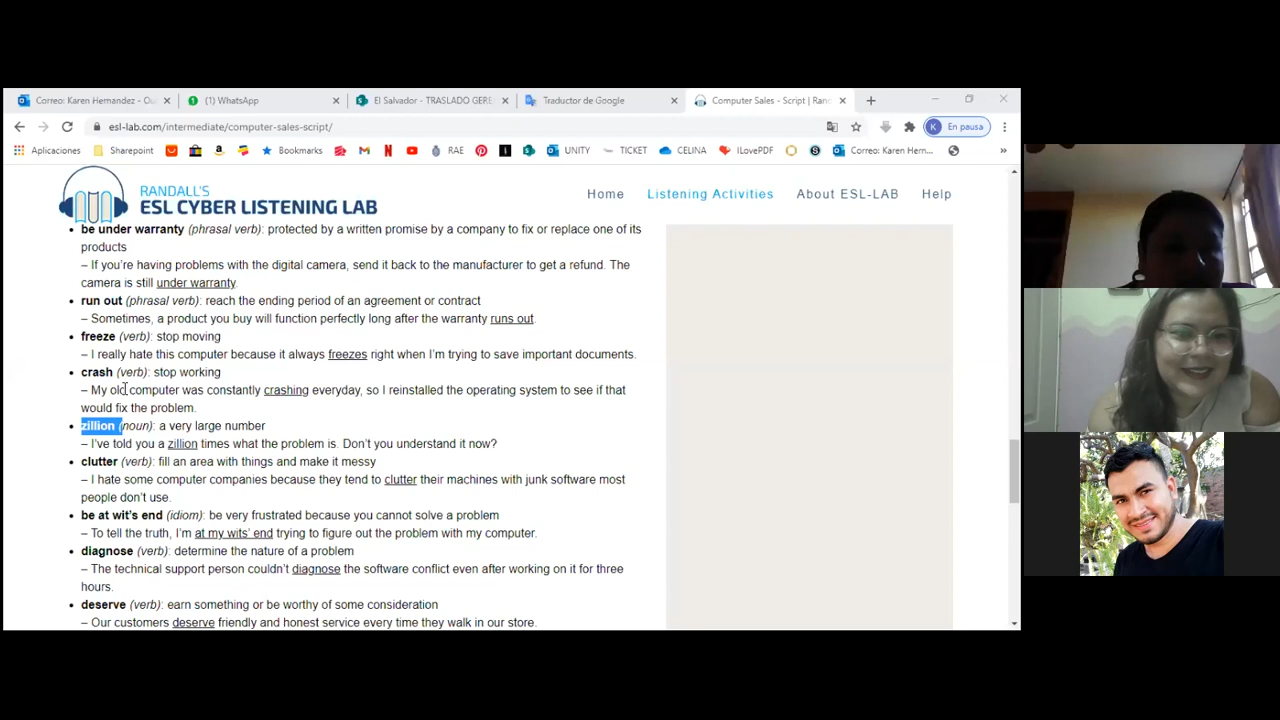 Correo: Karen Hernandez - Ou
(1) WhatsApp
El Salvador - TRASLADO GERE
Traductor de Google
Computer Sales - Script | Ran
esl-lab.com/intermediate/computer-sales-script/
K En pausa
Aplicaciones
Sharepoint
Bookmarks
RAE
UNITY
TICKET
CELINA
ILovePDF
Correo: Karen Hern...
RANDALL'S
ESL CYBER LISTENING LAB
Home
Listening Activities
About ESL-LAB
Help
• be under warranty (phrasal verb): protected by a written promise by a company to fix or replace one of its
products
– If you're having problems with the digital camera, send it back to the manufacturer to get a refund. The
camera is still under warranty.
• run out (phrasal verb): reach the ending period of an agreement or contract
– Sometimes, a product you buy will function perfectly long after the warranty runs out.
• freeze (verb): stop moving
– I really hate this computer because it always freezes right when I'm trying to save important documents.
• crash (verb): stop working
– My old computer was constantly crashing everyday, so I reinstalled the operating system to see if that
would fix the problem.
• zillion (noun): a very large number
– I've told you a zillion times what the problem is. Don't you understand it now?
• clutter (verb): fill an area with things and make it messy
– I hate some computer companies because they tend to clutter their machines with junk software most
people don't use.
• be at wit's end (idiom): be very frustrated because you cannot solve a problem
– To tell the truth, I'm at my wits' end trying to figure out the problem with my computer.
• diagnose (verb): determine the nature of a problem
– The technical support person couldn't diagnose the software conflict even after working on it for three
hours.
• deserve (verb): earn something or be worthy of some consideration
– Our customers deserve friendly and honest service every time they walk in our store.